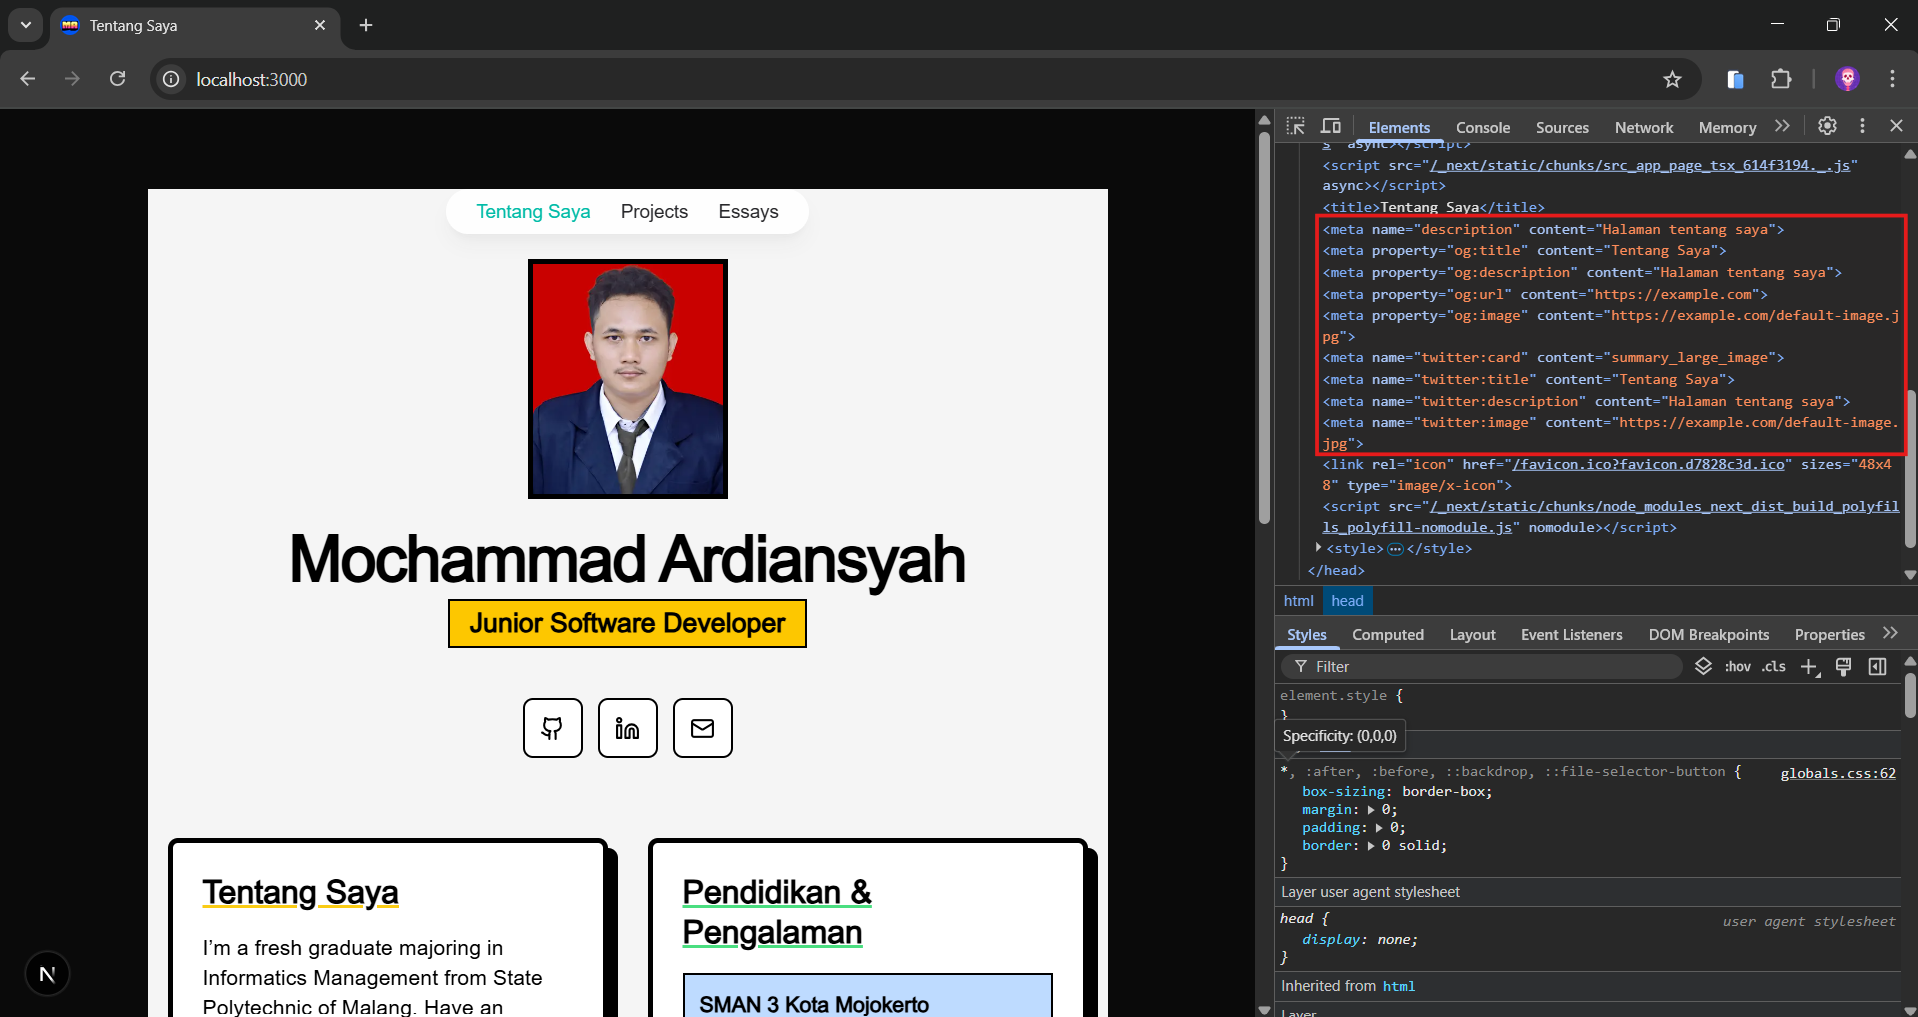 Tentang Saya
localhost:3000
Tentang Saya Projects Essays
Mochammad Ardiansyah
Junior Software Developer
Tentang Saya
I'm a fresh graduate majoring in
Informatics Management from State
Polytechnic of Malang. Have an
Pendidikan &
Pengalaman
SMAN 3 Kota Mojokerto
N
Elements Console Sources Network Memory
s" async></script>
<script src="/_next/static/chunks/src_app_page_tsx_614f3194._.js"
async></script>
<title>Tentang Saya</title>
<meta name="description" content="Halaman tentang saya">
<meta property="og:title" content="Tentang Saya">
<meta property="og:description" content="Halaman tentang saya">
<meta property="og:url" content="https://example.com">
<meta property="og:image" content="https://example.com/default-image.j
pg">
<meta name="twitter:card" content="summary_large_image">
<meta name="twitter:title" content="Tentang Saya">
<meta name="twitter:description" content="Halaman tentang saya">
<meta name="twitter:image" content="https://example.com/default-image.
jpg">
<link rel="icon" href="/favicon.ico?favicon.d7828c3d.ico" sizes="48x4
8" type="image/x-icon">
<script src="/_next/static/chunks/node_modules_next_dist_build_polyfil
ls_polyfill-nomodule.js" nomodule></script>
<style>…</style>
</head>
html head
Styles Computed Layout Event Listeners DOM Breakpoints Properties
Filter :hov .cls
element.style {
}
Specificity: (0,0,0)
*, :after, :before, ::backdrop, ::file-selector-button { globals.css:62
box-sizing: border-box;
margin: 0;
padding: 0;
border: 0 solid;
}
Layer user agent stylesheet
head { user agent stylesheet
display: none;
}
Inherited from html
Layer